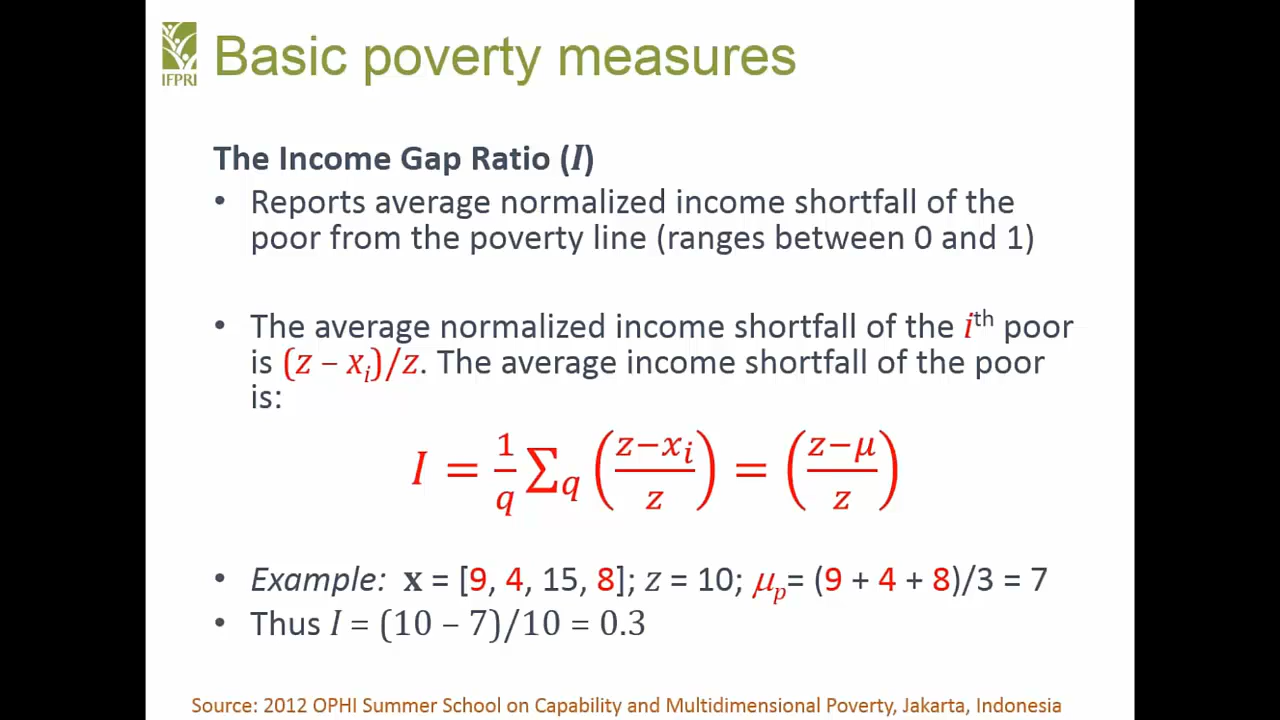 IFPRI
Basic poverty measures
The Income Gap Ratio (I)
• Reports average normalized income shortfall of the
poor from the poverty line (ranges between 0 and 1)
• The average normalized income shortfall of the iᵗʰ poor
is (z – xᵢ)/z. The average income shortfall of the poor
is:
I = 1/q ∑q ((z−xᵢ)/z) = ((z−μ)/z)
• Example: x = [9, 4, 15, 8]; z = 10; μₚ= (9 + 4 + 8)/3 = 7
• Thus I = (10 – 7)/10 = 0.3
Source: 2012 OPHI Summer School on Capability and Multidimensional Poverty, Jakarta, Indonesia